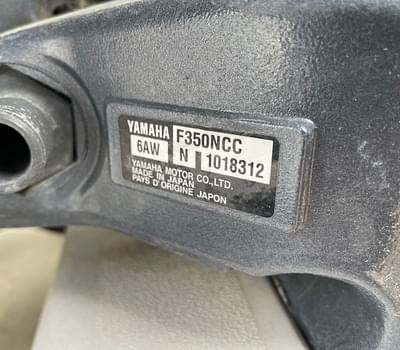 YAMAHA F350NCC
6AW N 1018312
YAMAHA MOTOR CO., LTD.
MADE IN JAPAN
PAYS D'ORIGINE JAPON